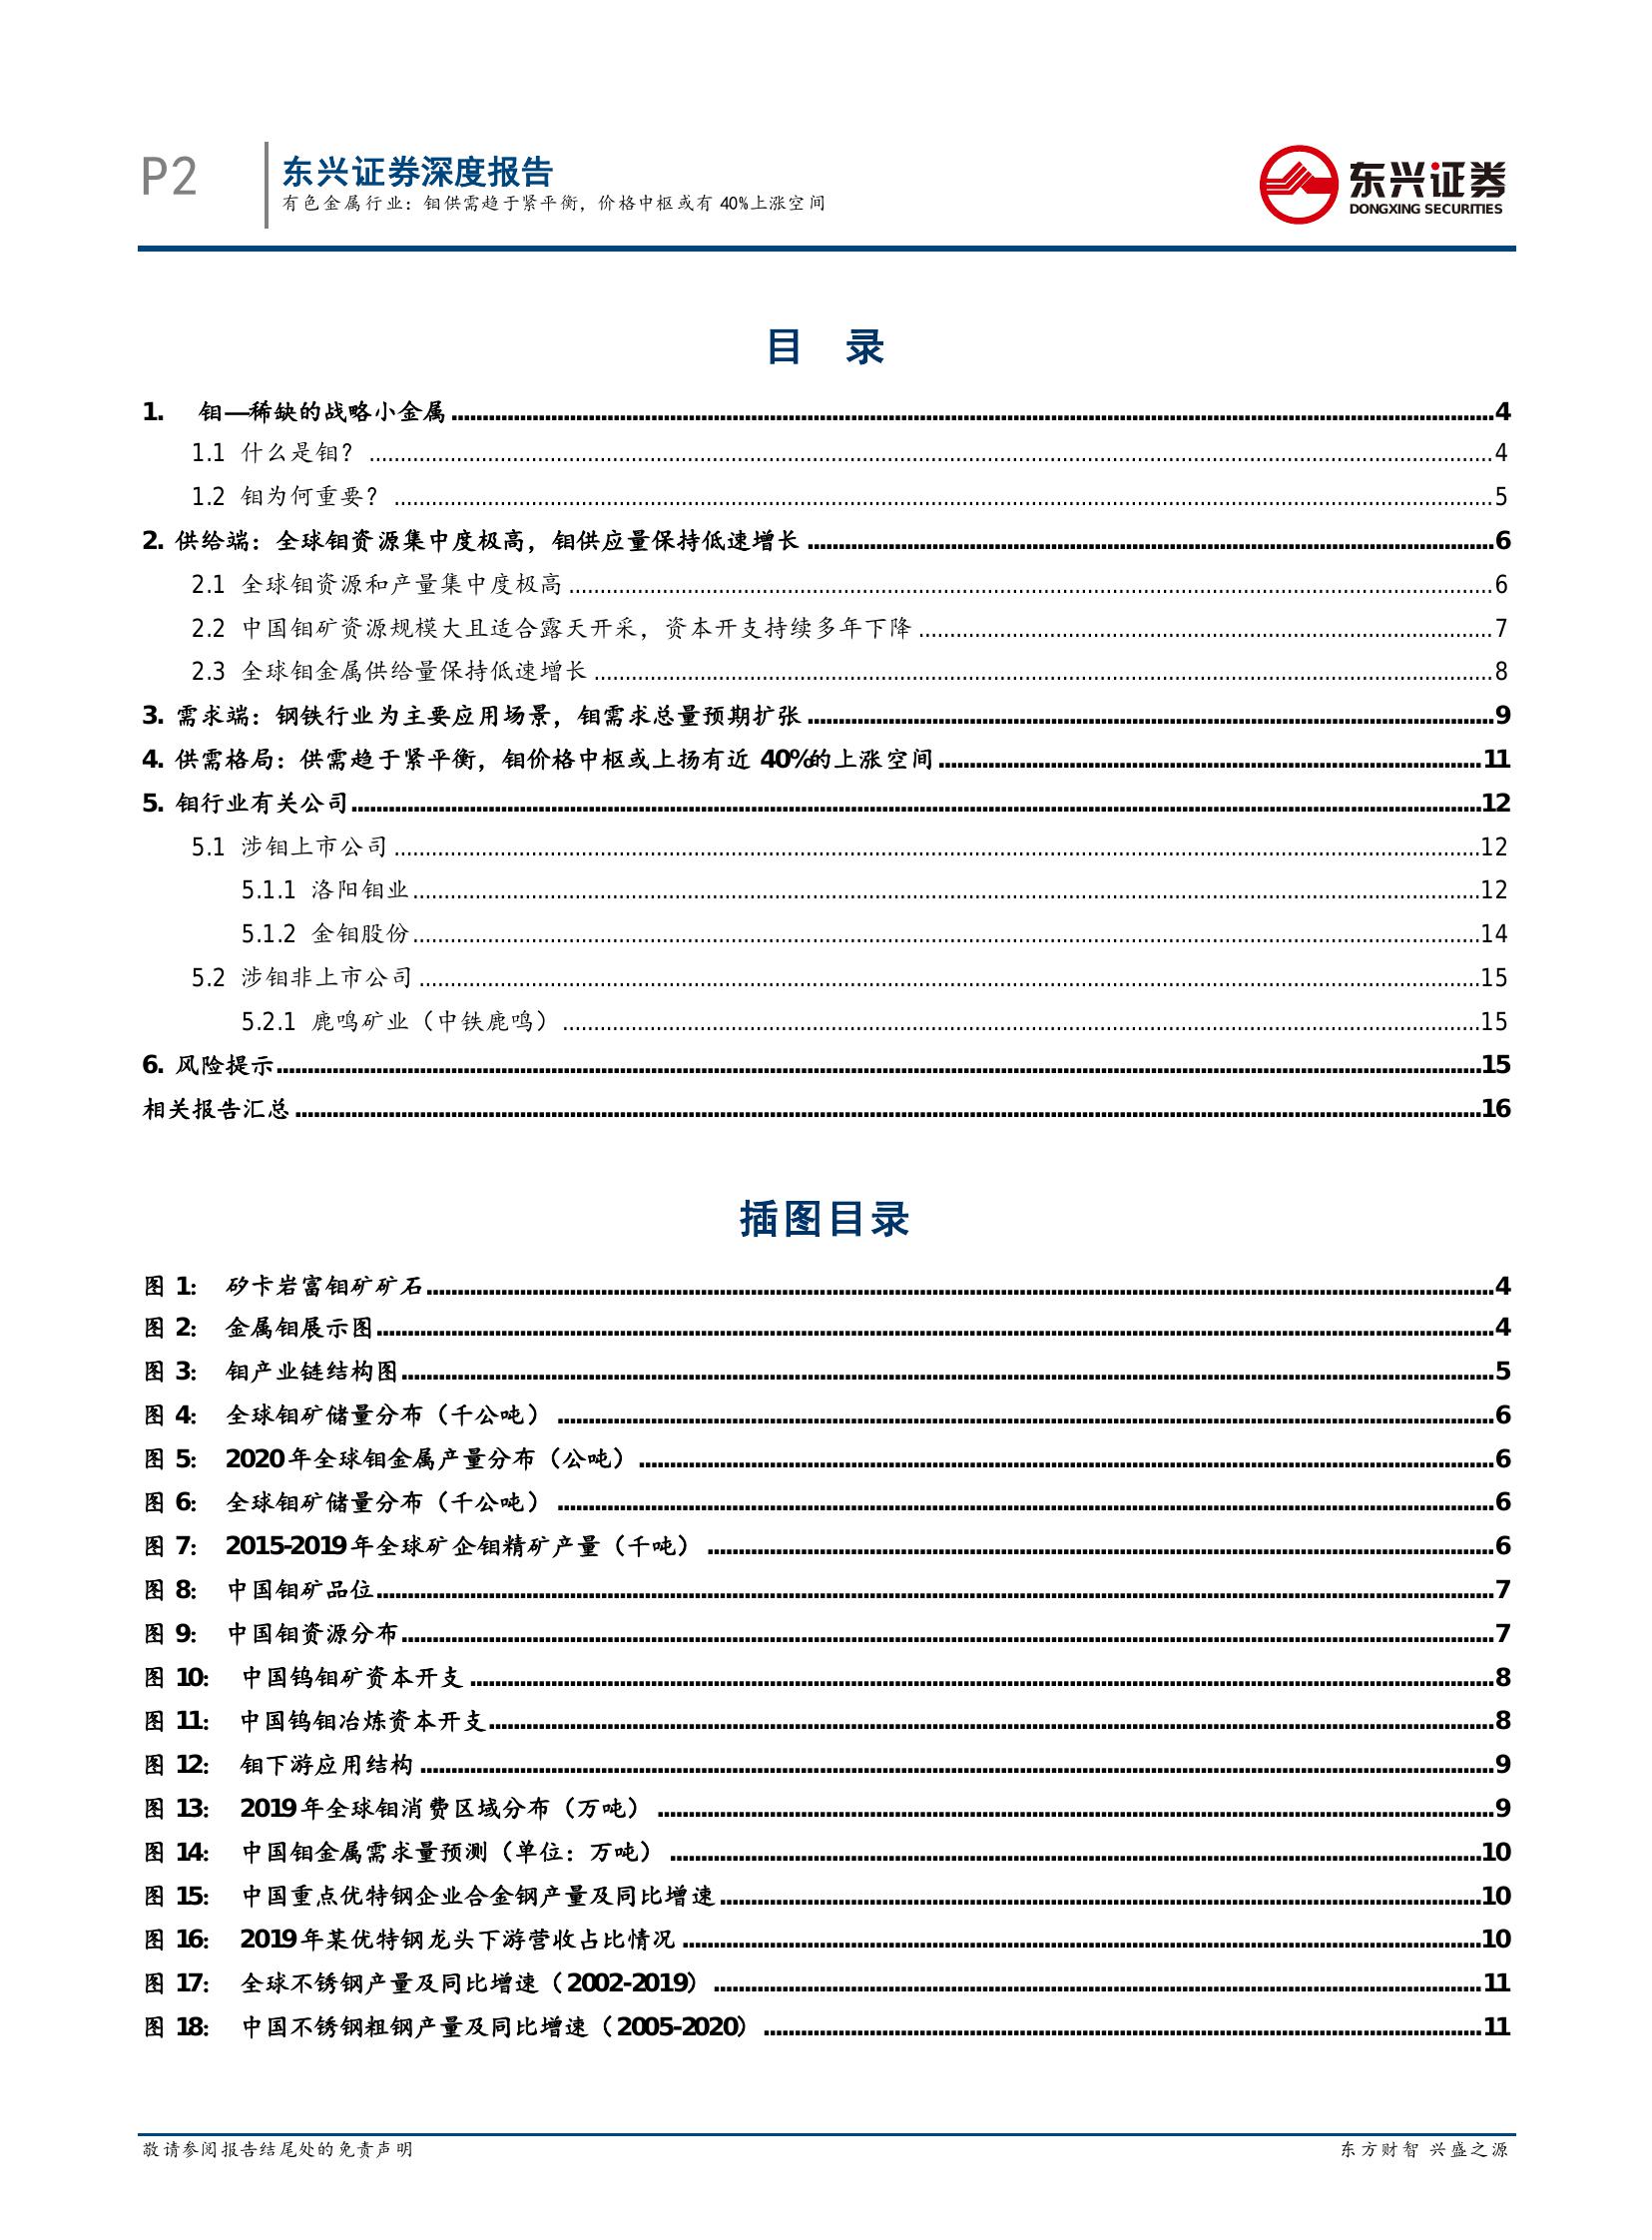 P2
东兴证券深度报告
有色金属行业：钼供需趋于紧平衡，价格中枢或有 40%上涨空间
东兴证券
DONGXING SECURITIES
目 录
1. 钼—稀缺的战略小金属 4
1.1 什么是钼？ 4
1.2 钼为何重要？ 5
2. 供给端：全球钼资源集中度极高，钼供应量保持低速增长 6
2.1 全球钼资源和产量集中度极高 6
2.2 中国钼矿资源规模大且适合露天开采，资本开支持续多年下降 7
2.3 全球钼金属供给量保持低速增长 8
3. 需求端：钢铁行业为主要应用场景，钼需求总量预期扩张 9
4. 供需格局：供需趋于紧平衡，钼价格中枢或上扬有近 40%的上涨空间 11
5. 钼行业有关公司 12
5.1 涉钼上市公司 12
5.1.1 洛阳钼业 12
5.1.2 金钼股份 14
5.2 涉钼非上市公司 15
5.2.1 鹿鸣矿业（中铁鹿鸣） 15
6. 风险提示 15
相关报告汇总 16
插图目录
图 1: 矽卡岩富钼矿矿石 4
图 2: 金属钼展示图 4
图 3: 钼产业链结构图 5
图 4: 全球钼矿储量分布（千公吨） 6
图 5: 2020年全球钼金属产量分布（公吨） 6
图 6: 全球钼矿储量分布（千公吨） 6
图 7: 2015-2019年全球矿企钼精矿产量（千吨） 6
图 8: 中国钼矿品位 7
图 9: 中国钼资源分布 7
图 10: 中国钨钼矿资本开支 8
图 11: 中国钨钼冶炼资本开支 8
图 12: 钼下游应用结构 9
图 13: 2019年全球钼消费区域分布（万吨） 9
图 14: 中国钼金属需求量预测（单位：万吨） 10
图 15: 中国重点优特钢企业合金钢产量及同比增速 10
图 16: 2019年某优特钢龙头下游营收占比情况 10
图 17: 全球不锈钢产量及同比增速（2002-2019） 11
图 18: 中国不锈钢粗钢产量及同比增速（2005-2020） 11
敬请参阅报告结尾处的免责声明
东方财智 兴盛之源